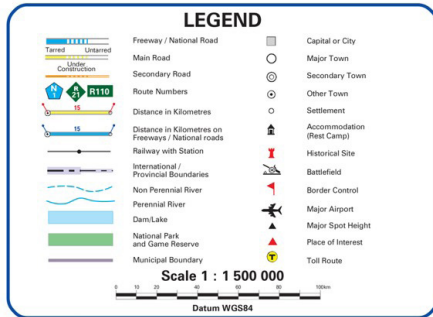 LEGEND
Freeway / National Road
Tarred Untarred
Main Road
Under
Construction
Secondary Road
N
1
R
21
R110
Route Numbers
15
Distance in Kilometres
15
Distance in Kilometres on
Freeways / National roads
Railway with Station
International /
Provincial Boundaries
Non Perennial River
Perennial River
Dam/Lake
National Park
and Game Reserve
Municipal Boundary
Capital or City
Major Town
Secondary Town
Other Town
Settlement
Accommodation
(Rest Camp)
Historical Site
Battlefield
Border Control
Major Airport
Major Spot Height
Place of Interest
T
Toll Route
Scale 1 : 1 500 000
0 20 40 60 80 100km
Datum WGS84